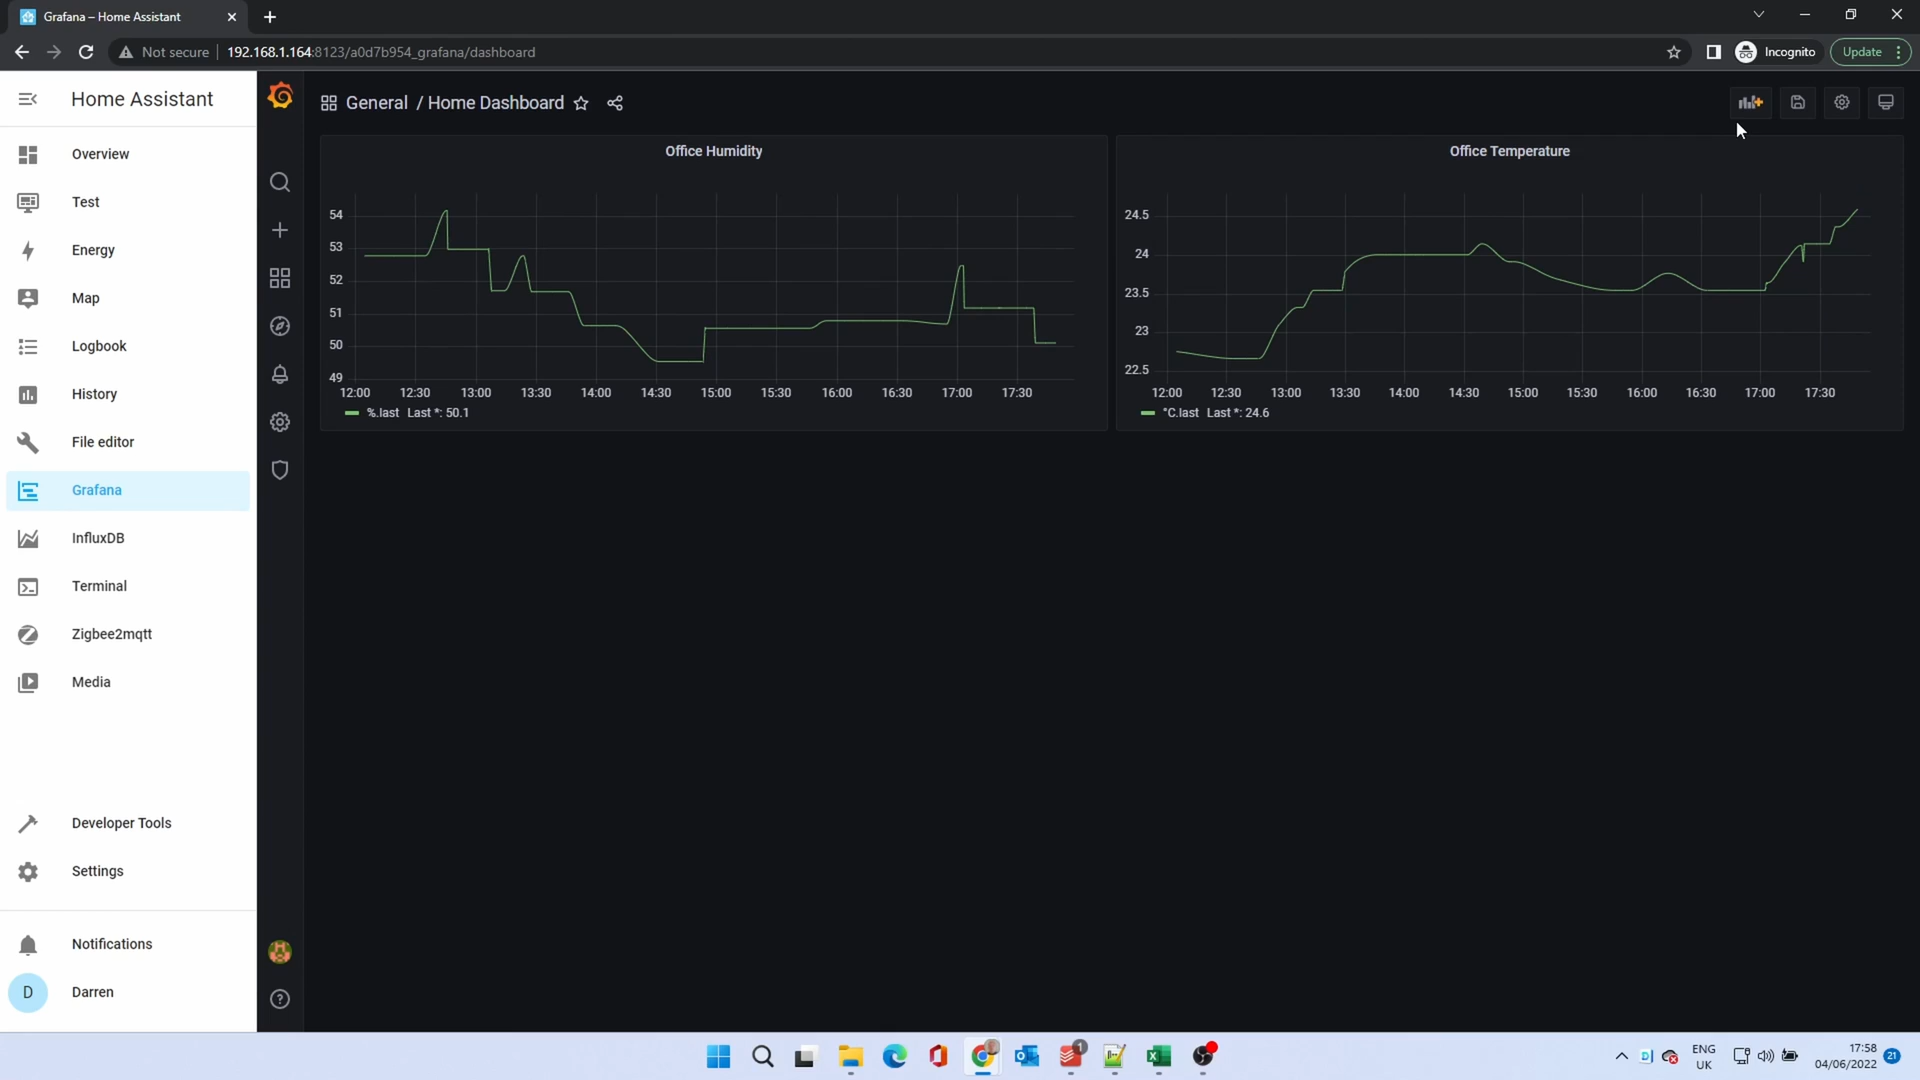 Grafana – Home Assistant
Not secure 192.168.1.164:8123/a0d7b954_grafana/dashboard
Incognito
Update
Home Assistant
Overview
Test
Energy
Map
Logbook
History
File editor
Grafana
InfluxDB
Terminal
Zigbee2mqtt
Media
Developer Tools
Settings
Notifications
D Darren
General / Home Dashboard
Office Humidity
54
53
52
51
50
49
12:00 12:30 13:00 13:30 14:00 14:30 15:00 15:30 16:00 16:30 17:00 17:30
%.last Last *: 50.1
Office Temperature
24.5
24
23.5
23
22.5
12:00 12:30 13:00 13:30 14:00 14:30 15:00 15:30 16:00 16:30 17:00 17:30
°C.last Last *: 24.6
1
ENG
UK
17:58
04/06/2022
21